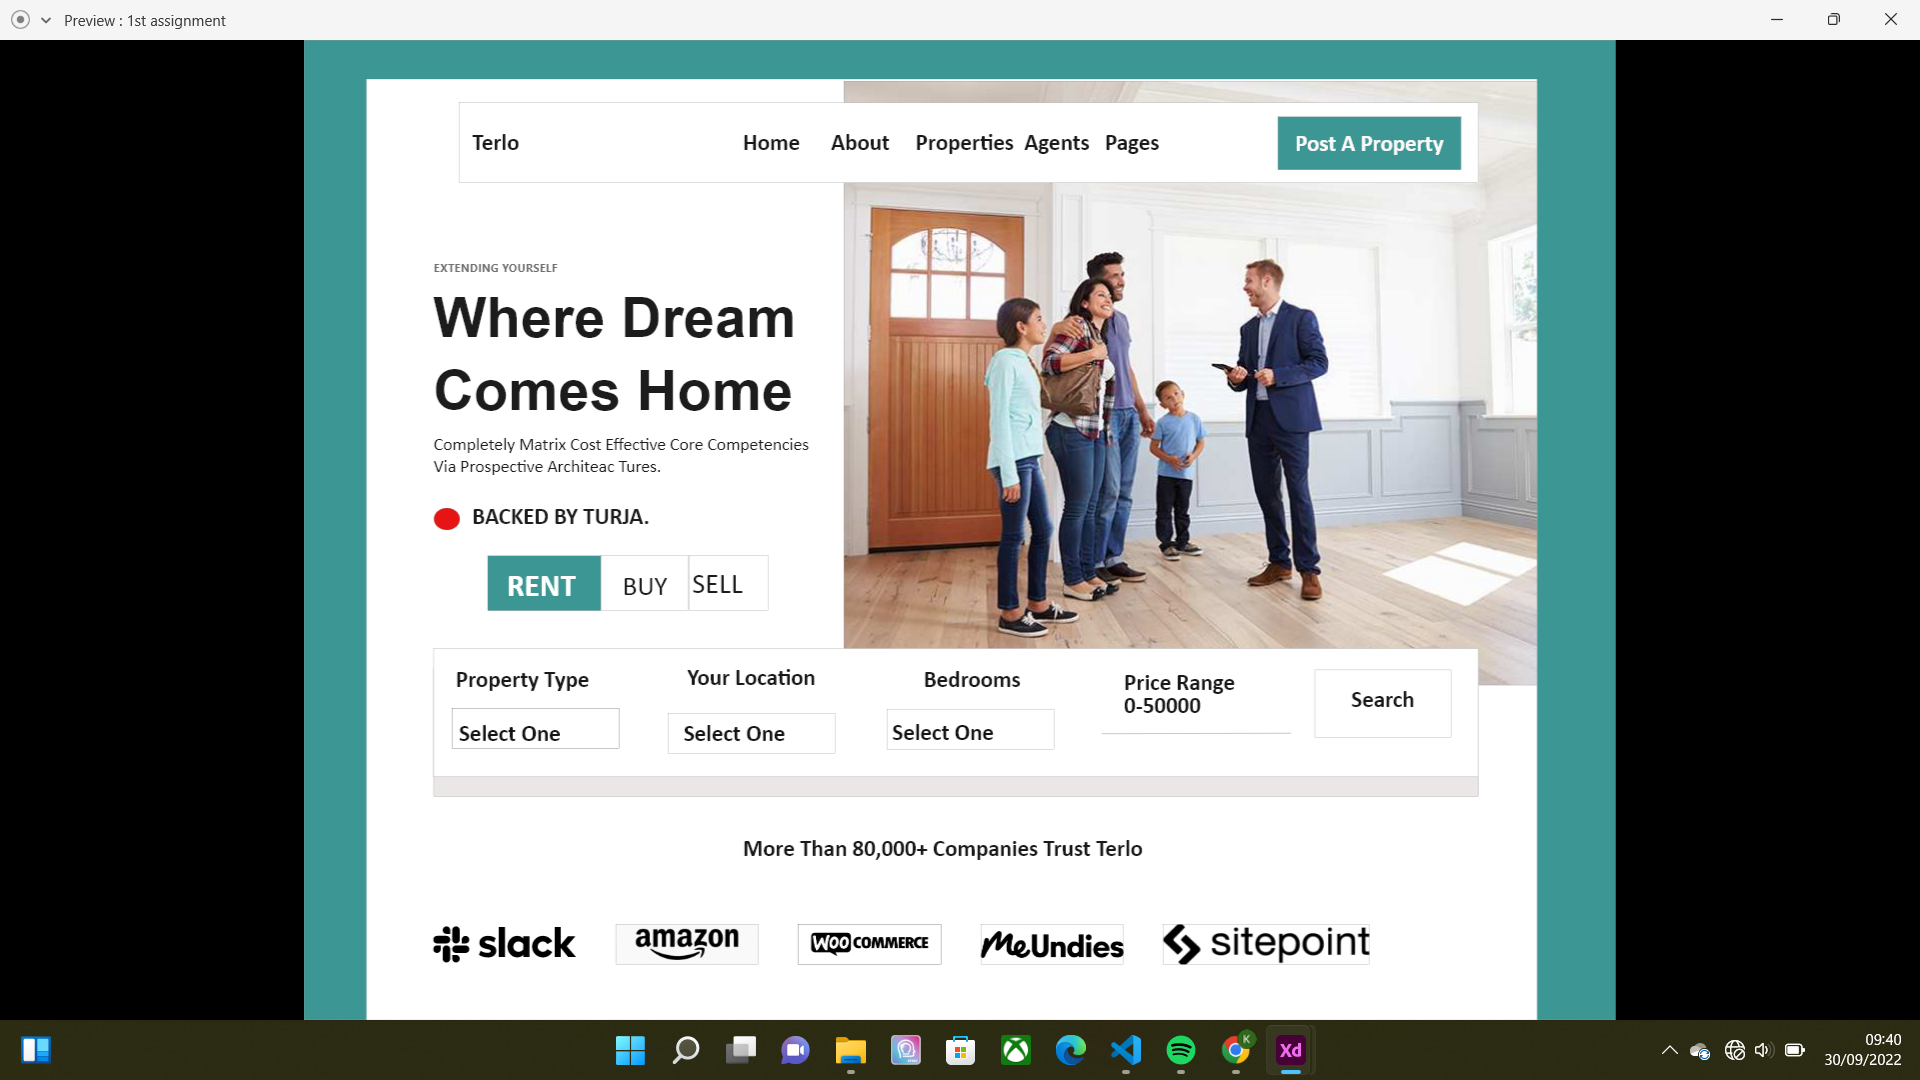 Preview : 1st assignment
Terlo Home About Properties Agents Pages Post A Property
EXTENDING YOURSELF
Where Dream
Comes Home
Completely Matrix Cost Effective Core Competencies
Via Prospective Architeac Tures.
BACKED BY TURJA.
RENT BUY SELL
Property Type Your Location Bedrooms Price Range
0-50000
Search
Select One Select One Select One
More Than 80,000+ Companies Trust Terlo
slack amazon WOO COMMERCE MeUndies sitepoint
K
Xd
09:40
30/09/2022